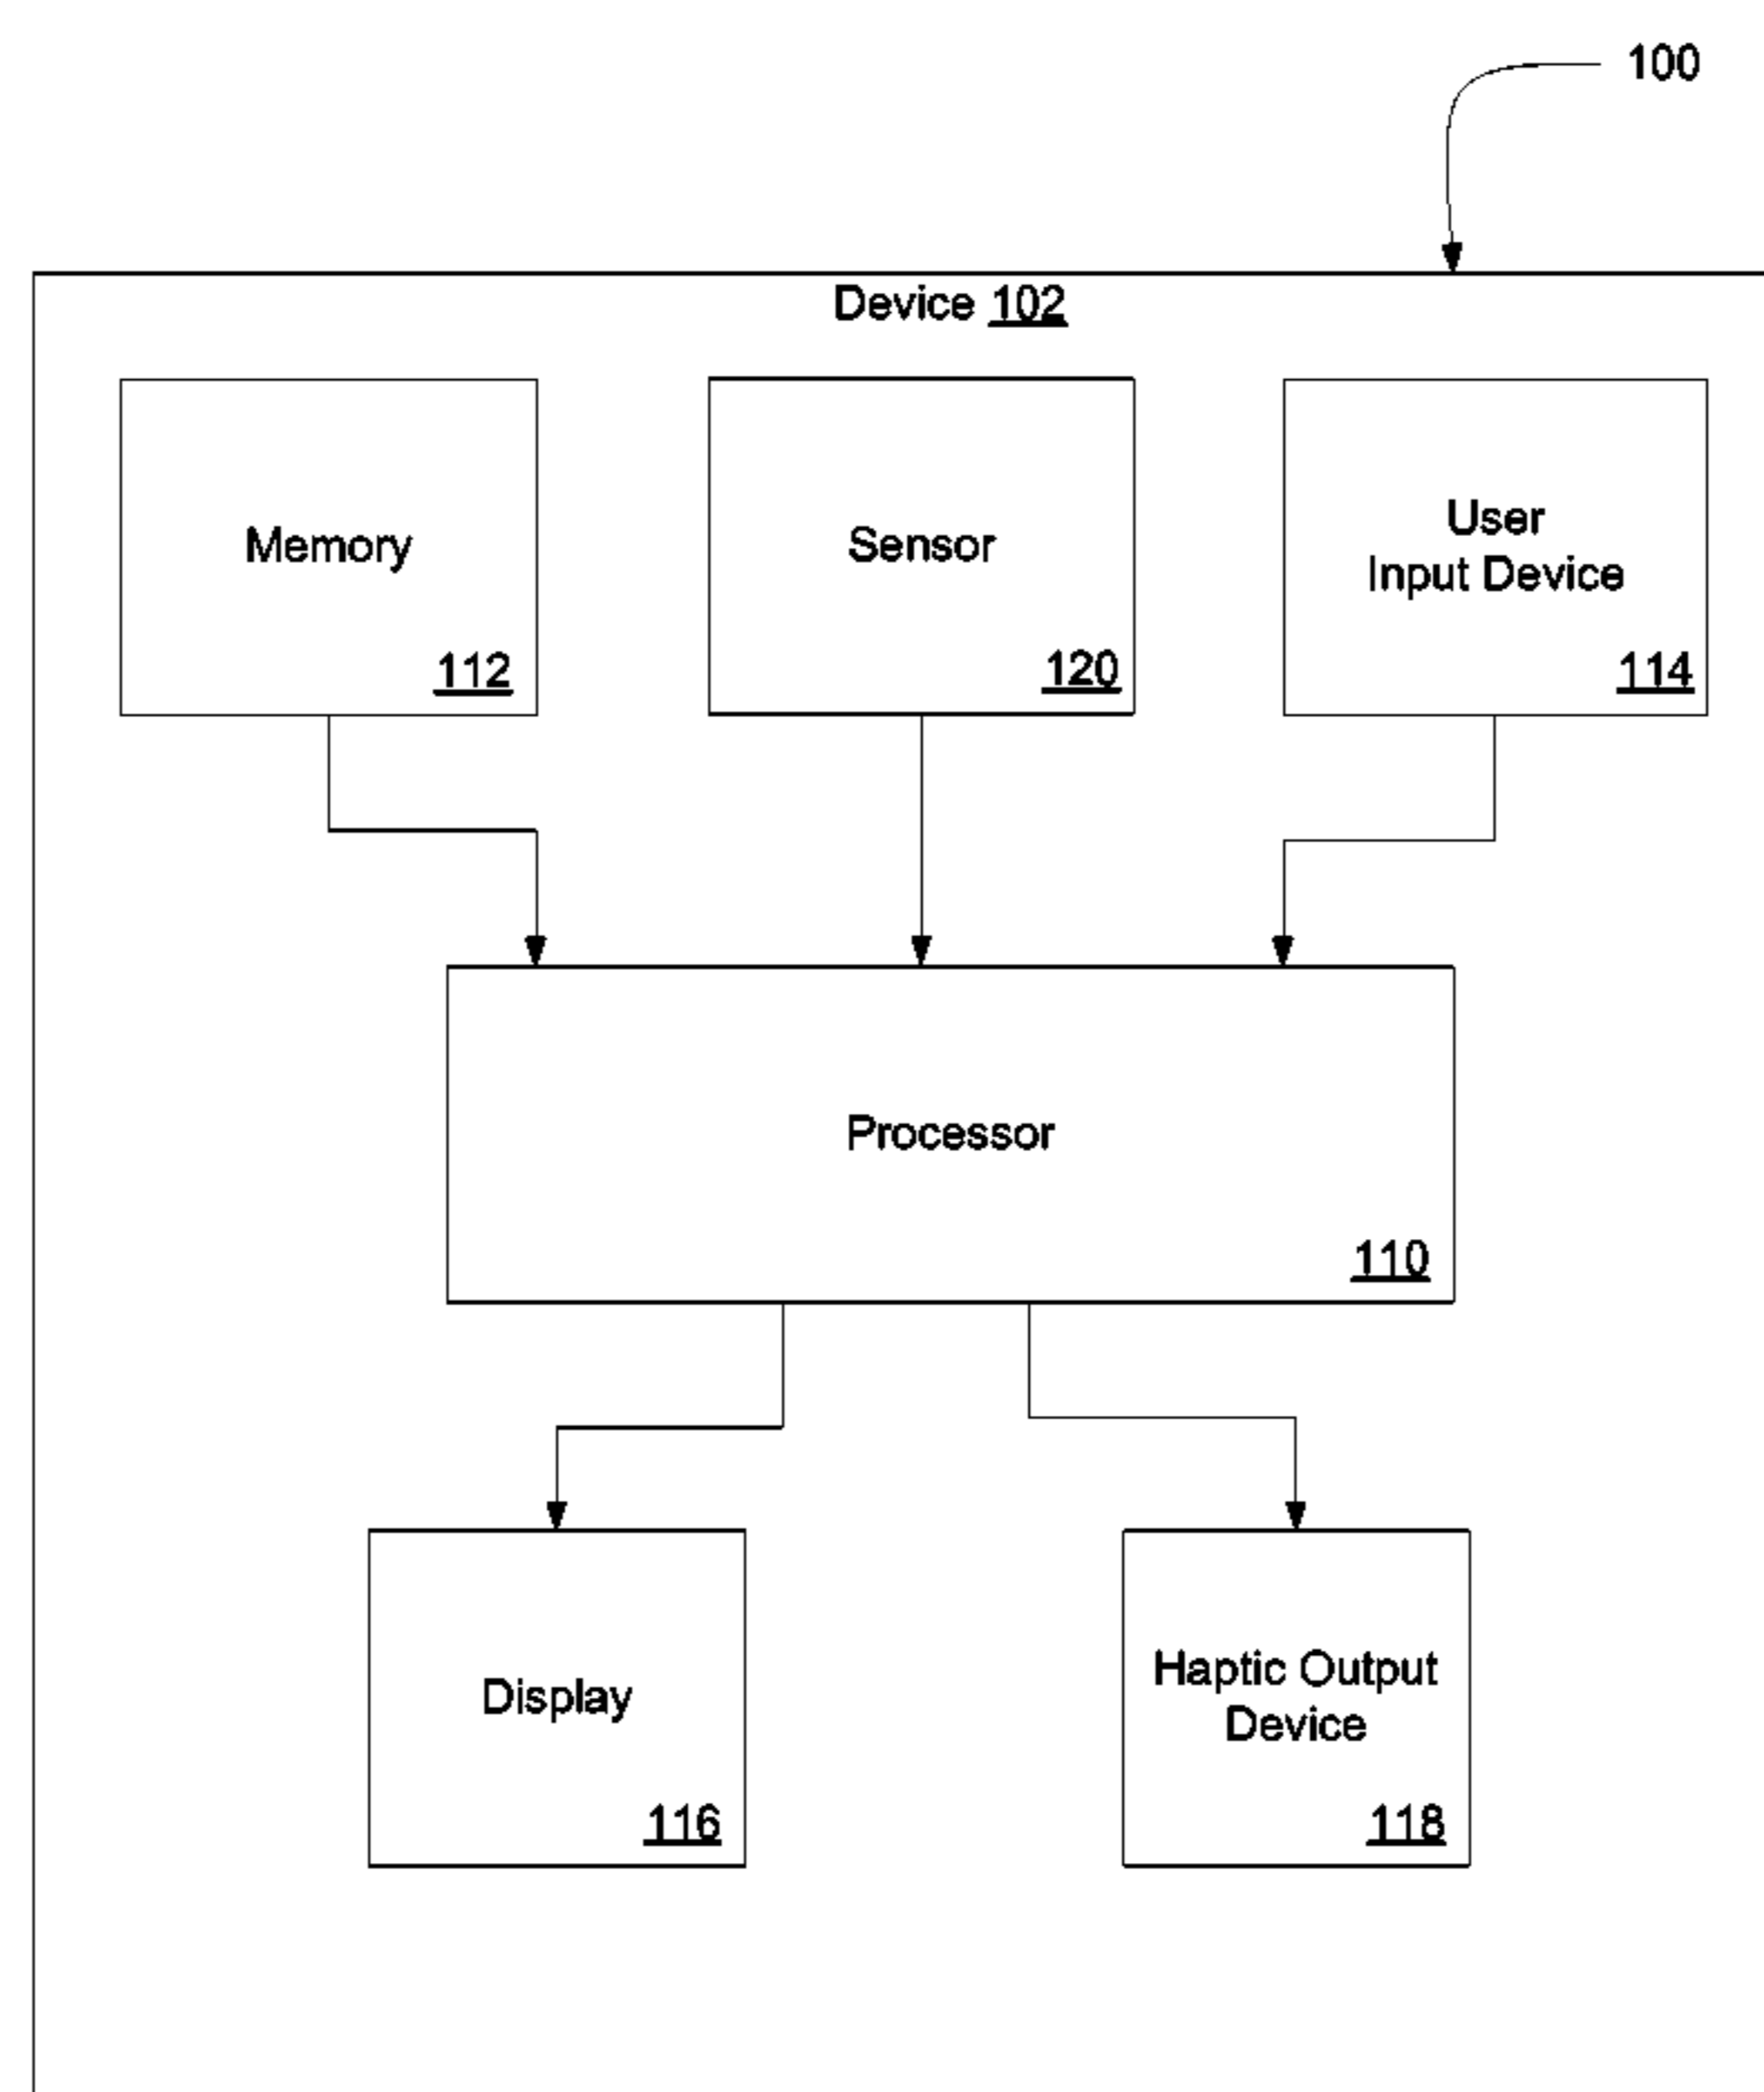 100
Device 102
Memory
112
Sensor
120
User
Input Device
114
Processor
110
Display
116
Haptic Output
Device
118